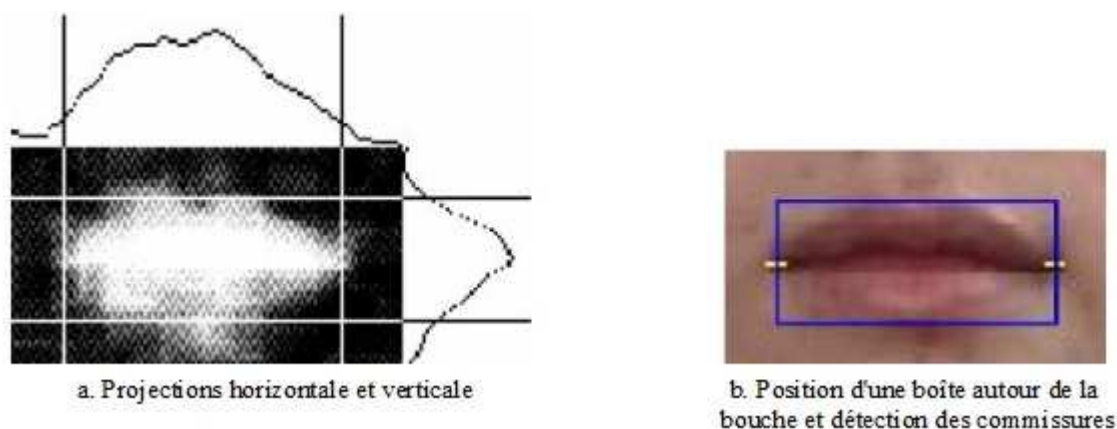 a. Projections horizontale et verticale
b. Position d'une boîte autour de la
bouche et détection des commissures